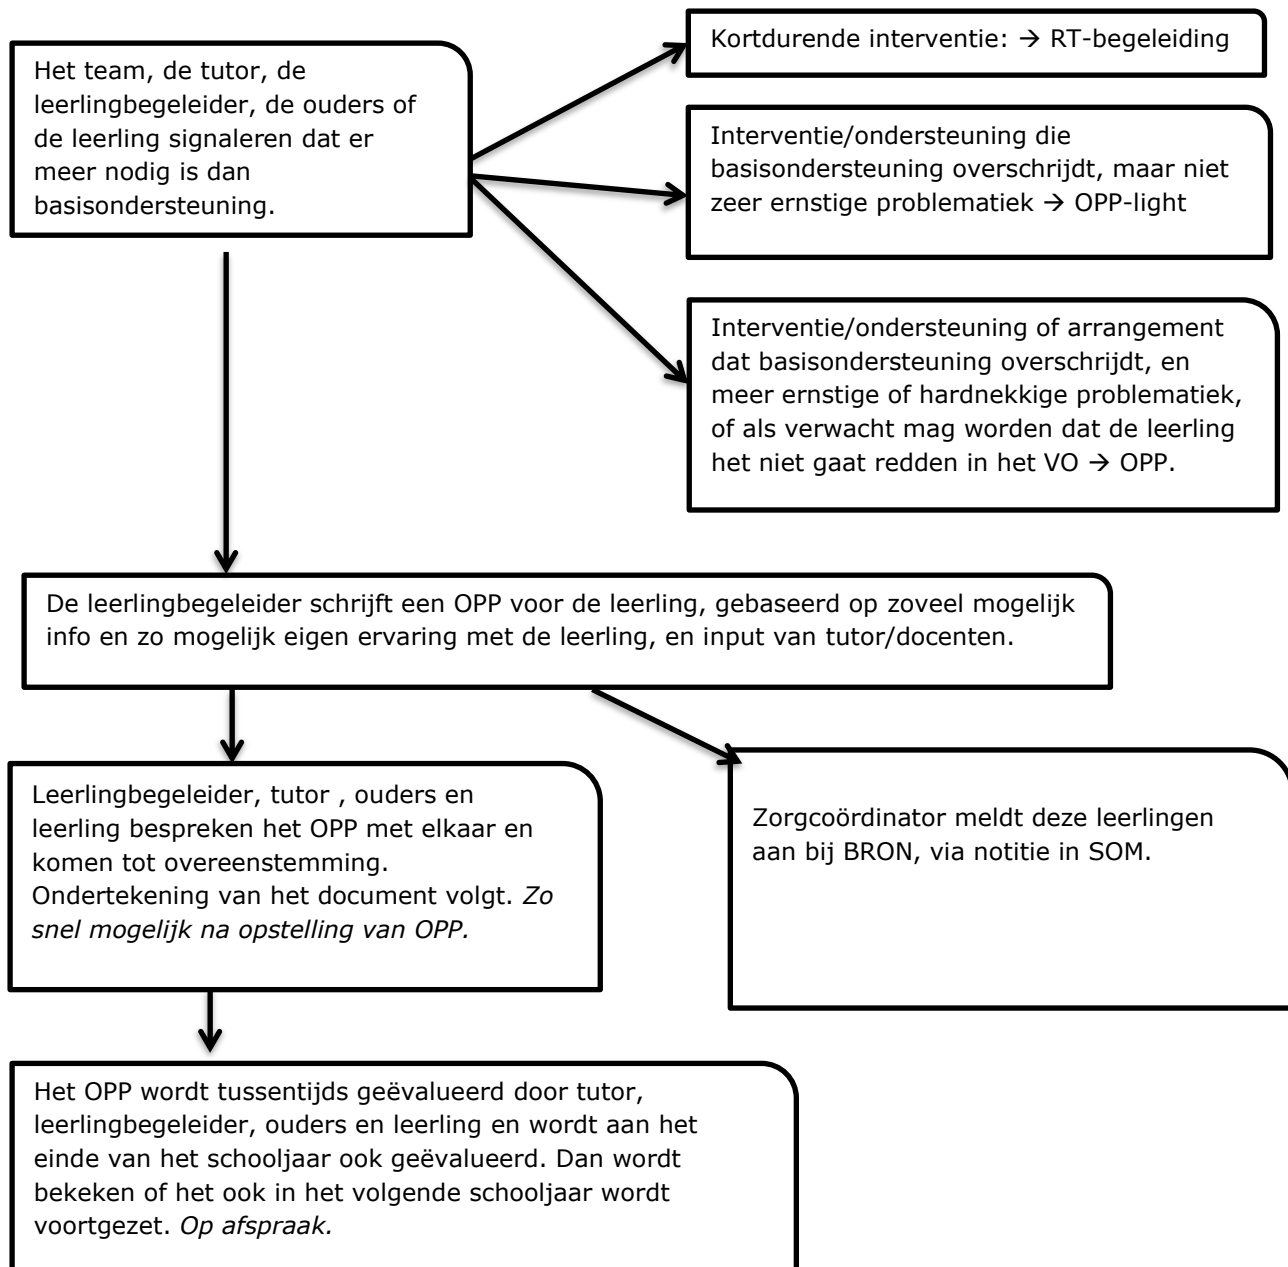 Het team, de tutor, de
leerlingbegeleider, de ouders of
de leerling signaleren dat er
meer nodig is dan
basisondersteuning.
Kortdurende interventie: → RT-begeleiding
Interventie/ondersteuning die
basisondersteuning overschrijdt, maar niet
zeer ernstige problematiek → OPP-light
Interventie/ondersteuning of arrangement
dat basisondersteuning overschrijdt, en
meer ernstige of hardnekkige problematiek,
of als verwacht mag worden dat de leerling
het niet gaat redden in het VO → OPP.
De leerlingbegeleider schrijft een OPP voor de leerling, gebaseerd op zoveel mogelijk
info en zo mogelijk eigen ervaring met de leerling, en input van tutor/docenten.
Leerlingbegeleider, tutor , ouders en
leerling bespreken het OPP met elkaar en
komen tot overeenstemming.
Ondertekening van het document volgt. Zo
snel mogelijk na opstelling van OPP.
Zorgcoördinator meldt deze leerlingen
aan bij BRON, via notitie in SOM.
Het OPP wordt tussentijds geëvalueerd door tutor,
leerlingbegeleider, ouders en leerling en wordt aan het
einde van het schooljaar ook geëvalueerd. Dan wordt
bekeken of het ook in het volgende schooljaar wordt
voortgezet. Op afspraak.